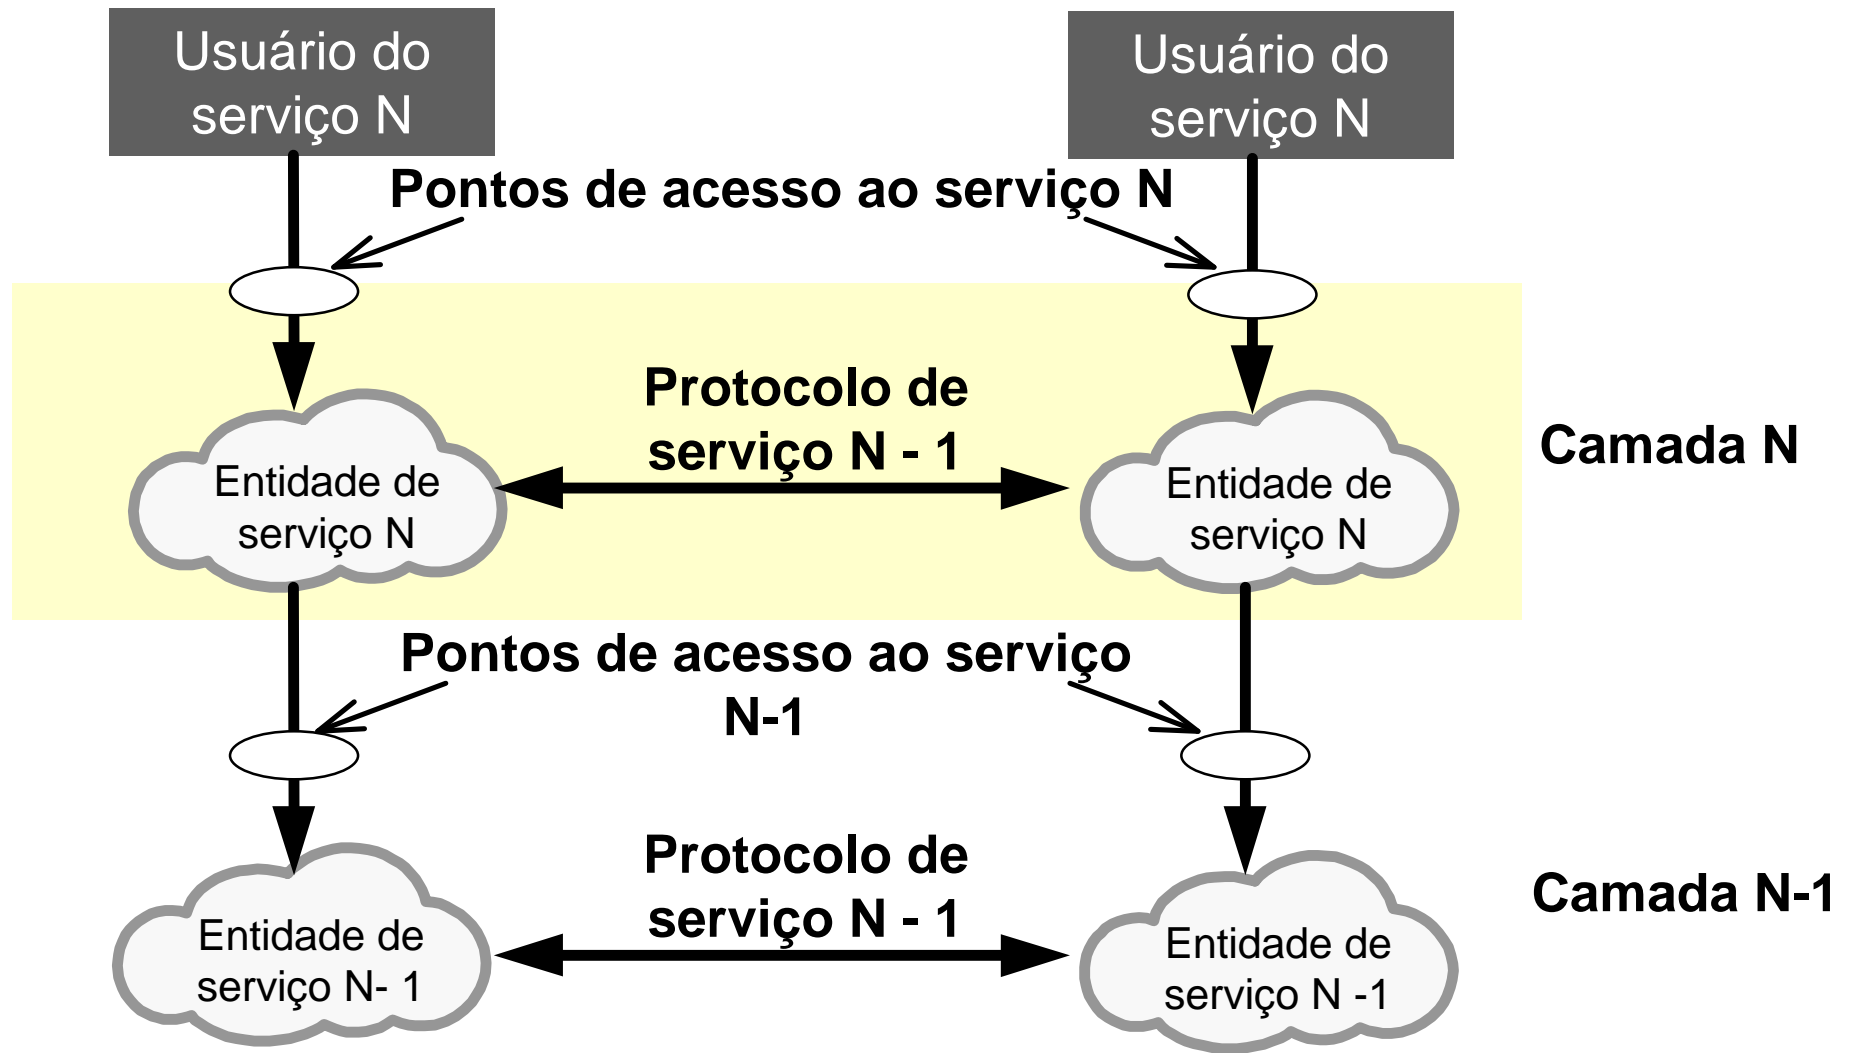 Usuário do
serviço N
Usuário do
serviço N
Pontos de acesso ao serviço N
Protocolo de
serviço N - 1
Camada N
Entidade de
serviço N
Entidade de
serviço N
Pontos de acesso ao serviço
N-1
Protocolo de
serviço N - 1
Camada N-1
Entidade de
serviço N- 1
Entidade de
serviço N -1